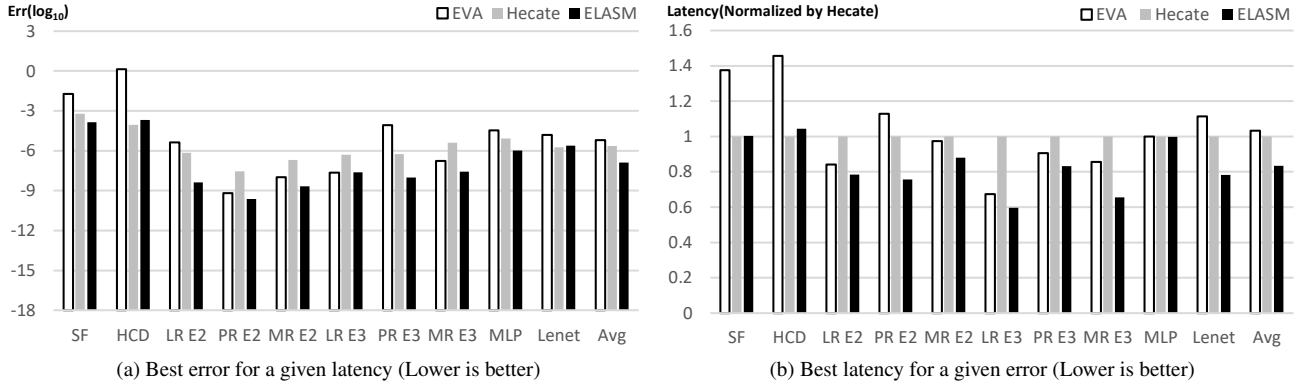 Err(log10)
EVA Hecate ELASM
3
0
-3
-6
-9
-12
-15
-18
SF HCD LR E2 PR E2 MR E2 LR E3 PR E3 MR E3 MLP Lenet Avg
(a) Best error for a given latency (Lower is better)
Latency(Normalized by Hecate)
EVA Hecate ELASM
1.6
1.4
1.2
1
0.8
0.6
0.4
0.2
0
SF HCD LR E2 PR E2 MR E2 LR E3 PR E3 MR E3 MLP Lenet Avg
(b) Best latency for a given error (Lower is better)